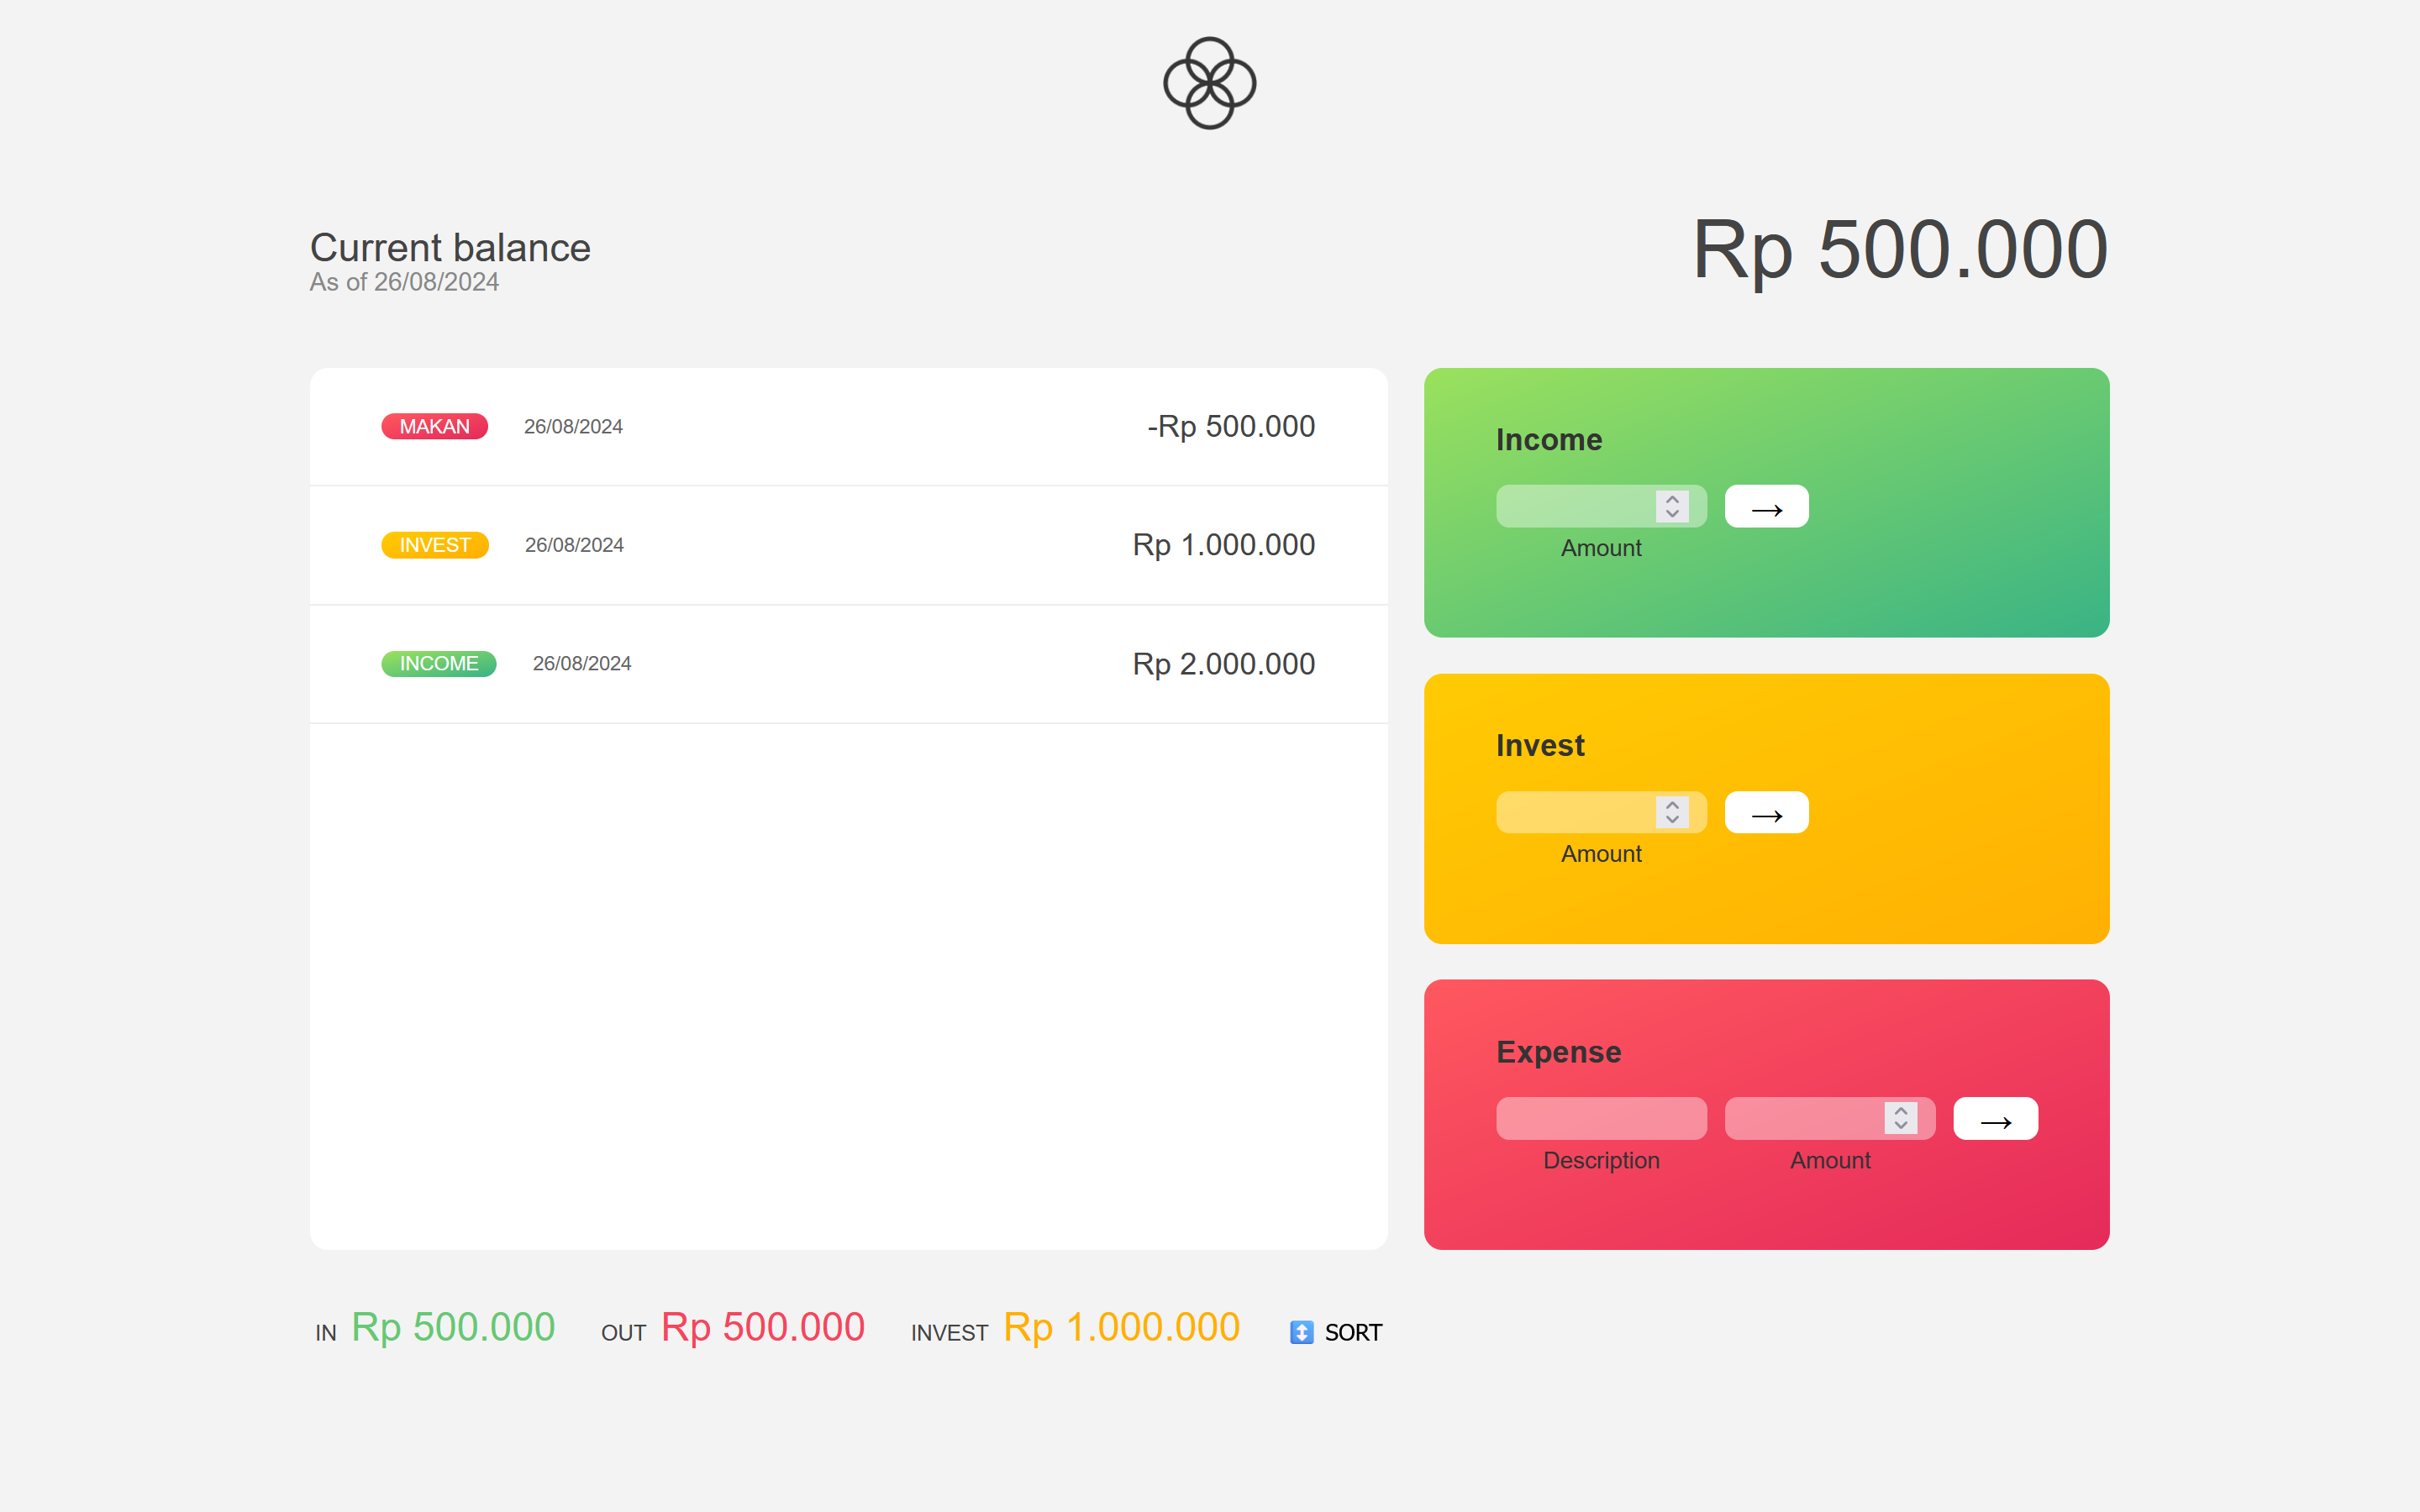 Current balance
As of 26/08/2024
Rp 500.000
MAKAN 26/08/2024 -Rp 500.000
INVEST 26/08/2024 Rp 1.000.000
INCOME 26/08/2024 Rp 2.000.000
Income
→
Amount
Invest
→
Amount
Expense
→
Description Amount
IN Rp 500.000 OUT Rp 500.000 INVEST Rp 1.000.000 ↕️ SORT